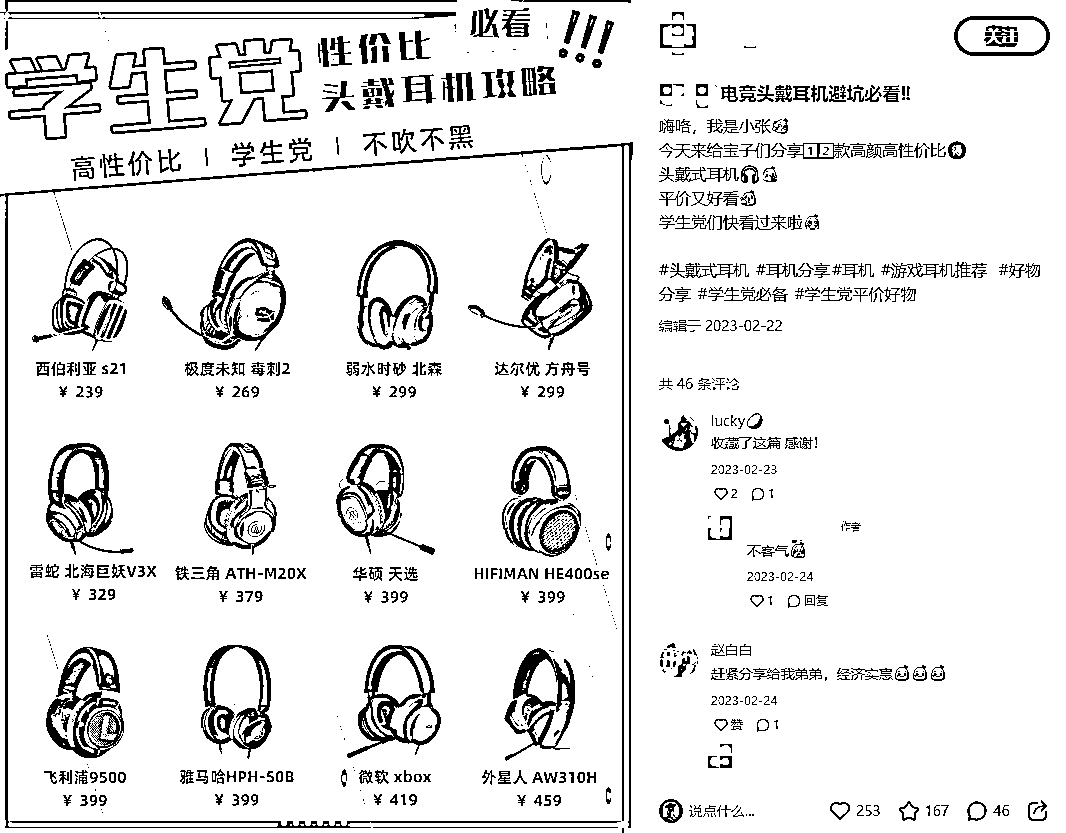 必看
学生党
性价比
头戴耳机攻略
!!!
高性价比 | 学生党 | 不吹不黑
西伯利亚 s21
¥ 239
极度未知 毒刺2
¥ 269
弱水时砂 北森
¥ 299
达尔优 方舟号
¥ 299
雷蛇 北海巨妖V3X
¥ 329
铁三角 ATH-M20X
¥ 379
华硕 天选
¥ 399
HIFIMAN HE400se
¥ 399
飞利浦9500
¥ 399
雅马哈HPH-50B
¥ 399
微软 xbox
¥ 419
外星人 AW310H
¥ 459
关注
电竞头戴耳机避坑必看!!
嗨咯，我是小张
今天来给宝子们分享12款高颜高性价比
头戴式耳机
平价又好看
学生党们快看过来啦
#头戴式耳机 #耳机分享#耳机 #游戏耳机推荐 #好物
分享 #学生党必备 #学生党平价好物
编辑于 2023-02-22
共 46 条评论
lucky
收藏了这篇 感谢!
2023-02-23
2 1
作者
不客气
2023-02-24
1 回复
赵白白
赶紧分享给我弟弟，经济实惠
2023-02-24
赞 1
说点什么...
253 167 46